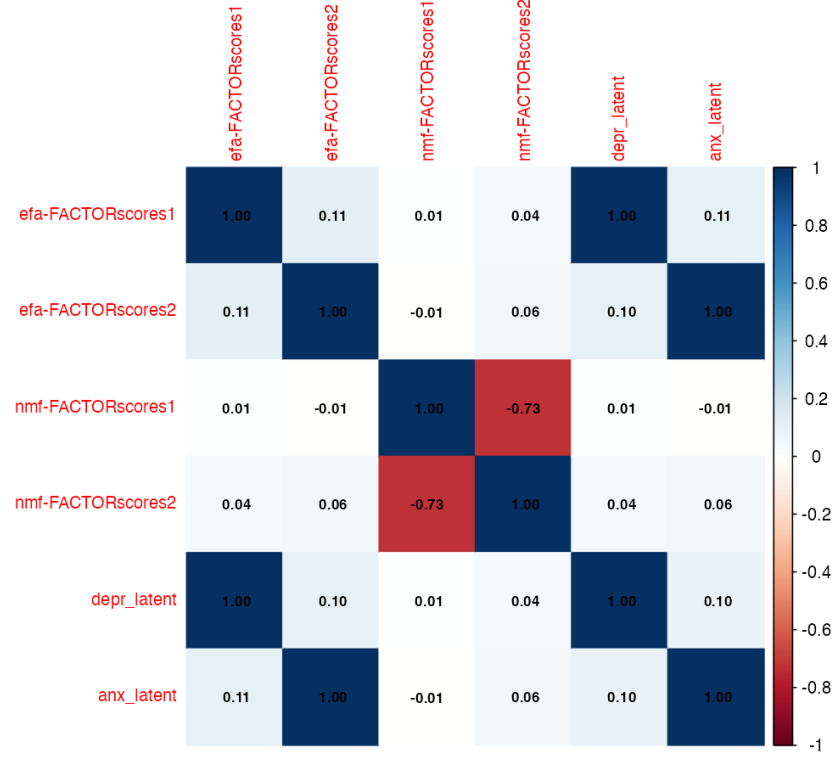 efa-FACTORscores1
efa-FACTORscores2
nmf-FACTORscores1
nmf-FACTORscores2
depr_latent
anx_latent
efa-FACTORscores1 1.00 0.11 0.01 0.04 1.00 0.11
efa-FACTORscores2 0.11 1.00 -0.01 0.06 0.10 1.00
nmf-FACTORscores1 0.01 -0.01 1.00 -0.73 0.01 -0.01
nmf-FACTORscores2 0.04 0.06 -0.73 1.00 0.04 0.06
depr_latent 1.00 0.10 0.01 0.04 1.00 0.10
anx_latent 0.11 1.00 -0.01 0.06 0.10 1.00
1
0.8
0.6
0.4
0.2
0
-0.2
-0.4
-0.6
-0.8
-1